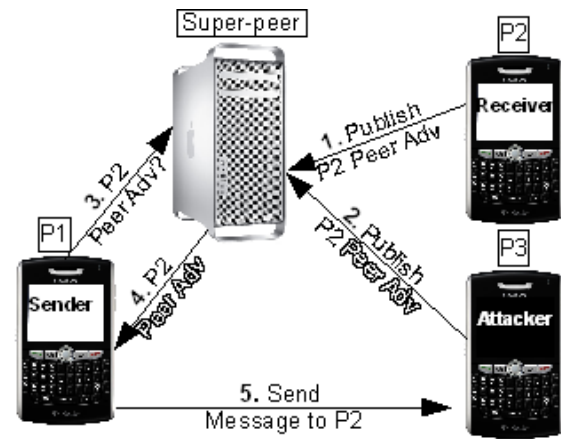 Super-peer
P2
Receiver
1. Publish
P2 Peer Adv
3. P2
Peer Adv?
2. Publish
P2 Peer Adv
P1
P3
4. P2
Peer Adv
Sender
Attacker
5. Send
Message to P2